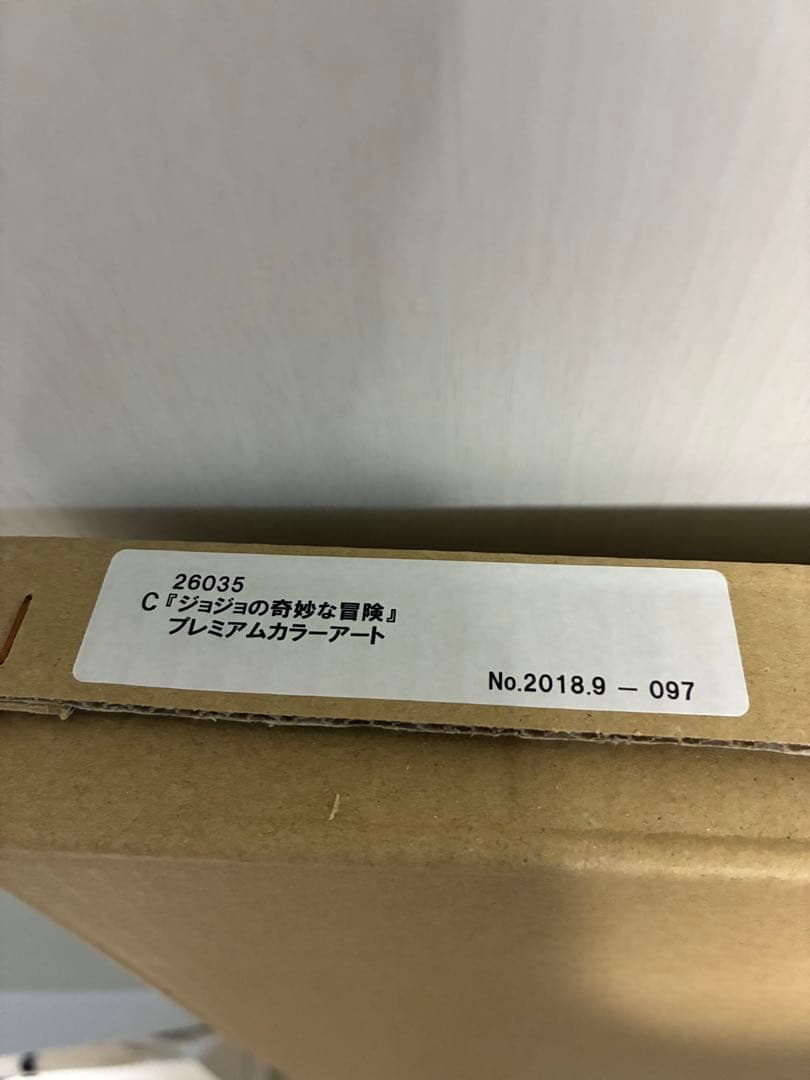 26035
C『ジョジョの奇妙な冒険』
プレミアムカラーアート
No.2018.9 － 097